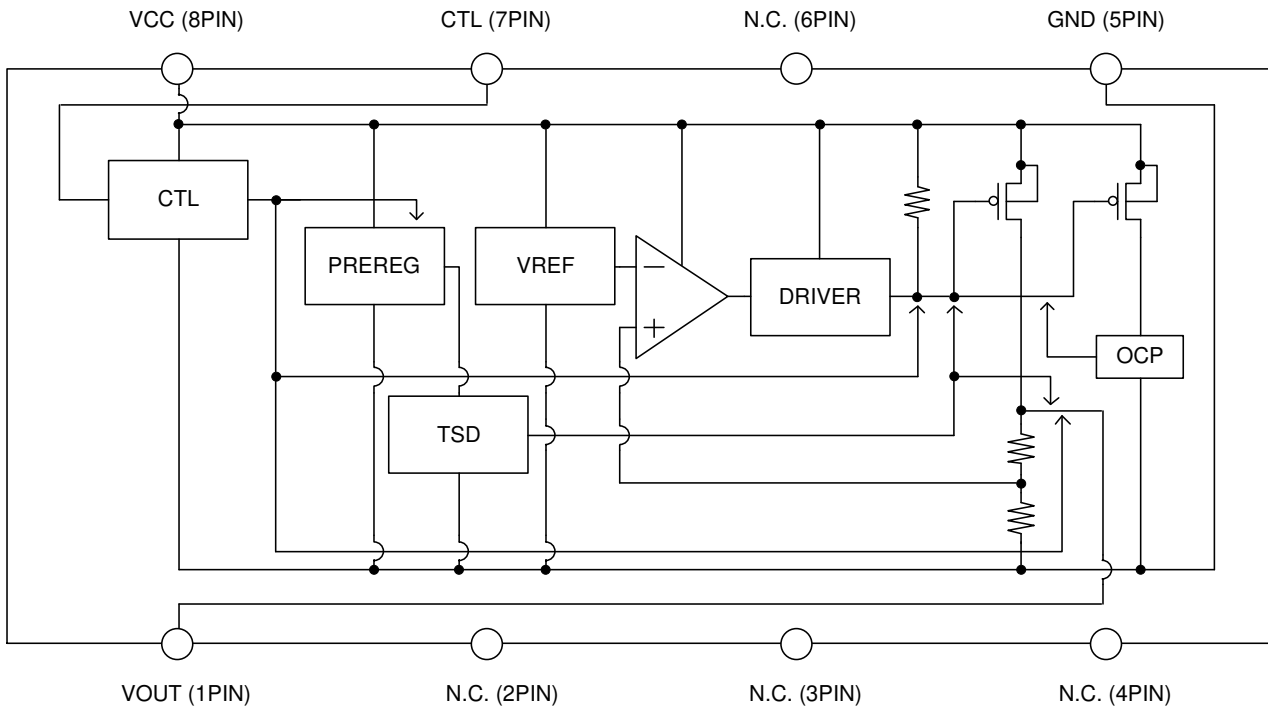 VCC (8PIN)
CTL (7PIN)
N.C. (6PIN)
GND (5PIN)
CTL
PREREG
VREF
−
+
DRIVER
OCP
TSD
VOUT (1PIN)
N.C. (2PIN)
N.C. (3PIN)
N.C. (4PIN)